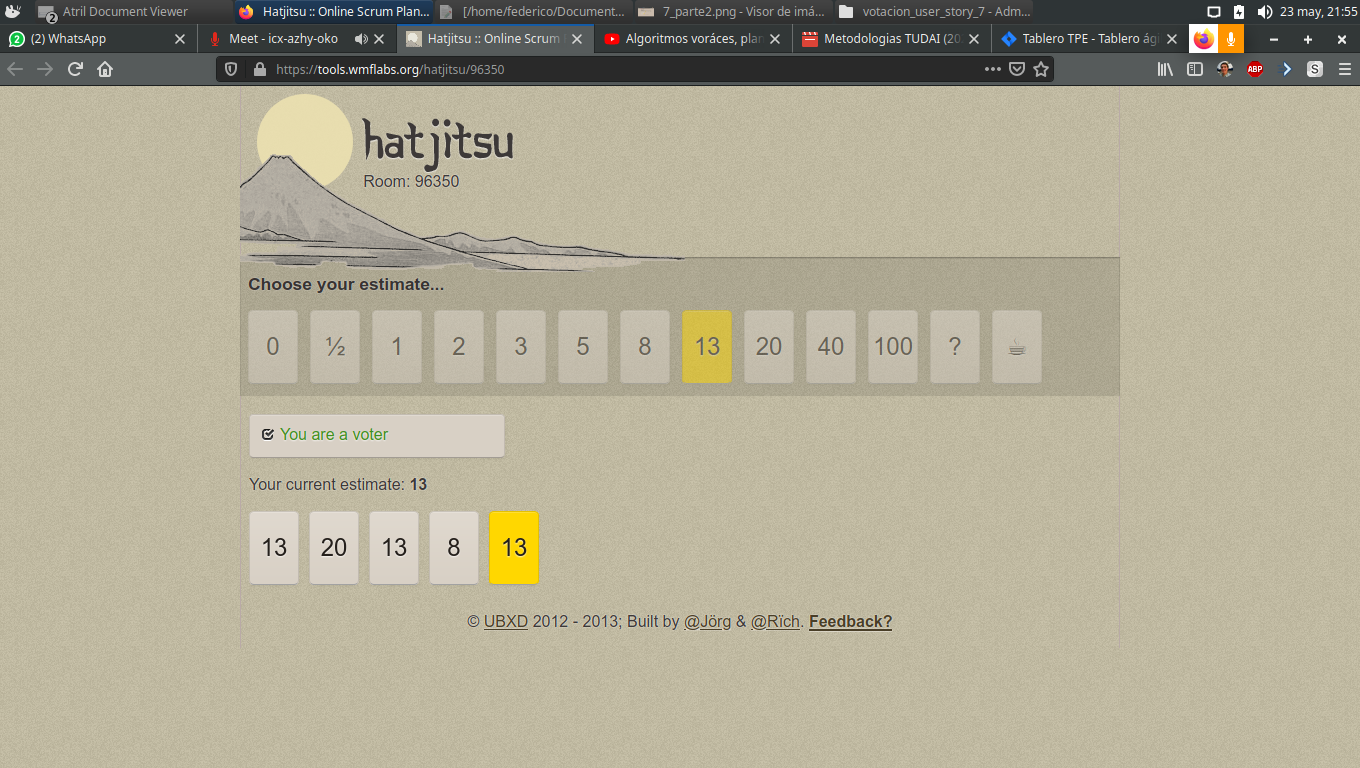 2 Atril Document Viewer Hatjitsu :: Online Scrum Plan... [/home/federico/Document... 7_parte2.png - Visor de imá... votacion_user_story_7 - Adm... 23 may, 21:55
2 (2) WhatsApp Meet - icx-azhy-oko Hatjitsu :: Online Scrum Algoritmos voráces, plan Metodologias TUDAI (20 Tablero TPE - Tablero ág
https://tools.wmflabs.org/hatjitsu/96350 ABP S
hatjitsu
Room: 96350
Choose your estimate...
0 ½ 1 2 3 5 8 13 20 40 100 ? ☕
You are a voter
Your current estimate: 13
13 20 13 8 13
© UBXD 2012 - 2013; Built by @Jörg & @Rïch. Feedback?